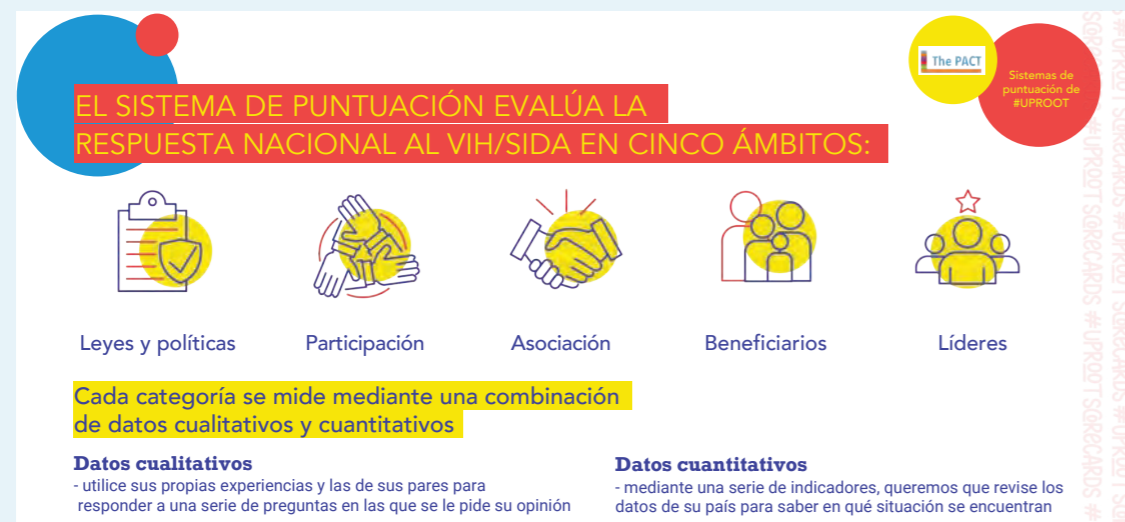 The PACT
Sistemas de
puntuación de
#UPROOT
EL SISTEMA DE PUNTUACIÓN EVALÚA LA
RESPUESTA NACIONAL AL VIH/SIDA EN CINCO ÁMBITOS:
Leyes y políticas
Participación
Asociación
Beneficiarios
Líderes
Cada categoría se mide mediante una combinación
de datos cualitativos y cuantitativos
Datos cualitativos
- utilice sus propias experiencias y las de sus pares para
responder a una serie de preguntas en las que se le pide su opinión
Datos cuantitativos
- mediante una serie de indicadores, queremos que revise los
datos de su país para saber en qué situación se encuentran